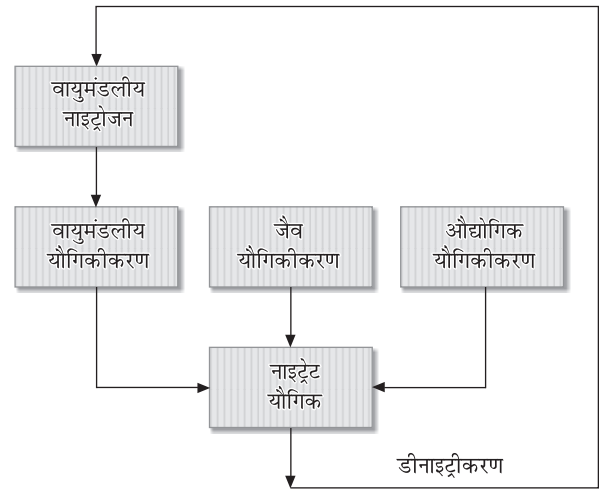 वायुमंडलीय
नाइट्रोजन
वायुमंडलीय
यौगिकीकरण
जैव
यौगिकीकरण
औद्योगिक
यौगिकीकरण
नाइट्रेट
यौगिक
डीनाइट्रीकरण